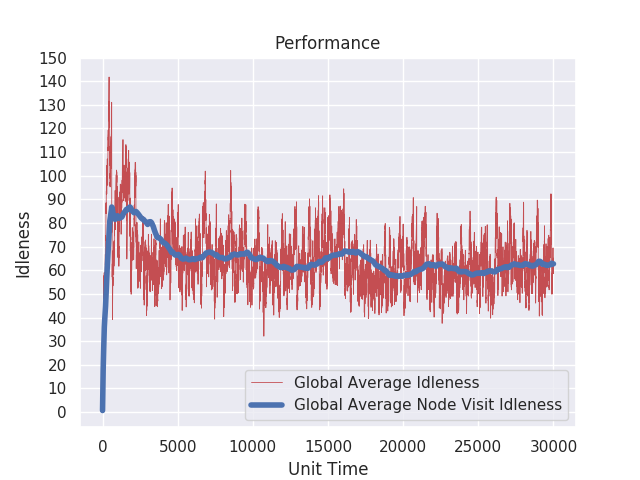 Performance
150
140
130
120
110
100
90
80
70
60
50
40
30
20
10
0
Idleness
Global Average Idleness
Global Average Node Visit Idleness
0 5000 10000 15000 20000 25000 30000
Unit Time